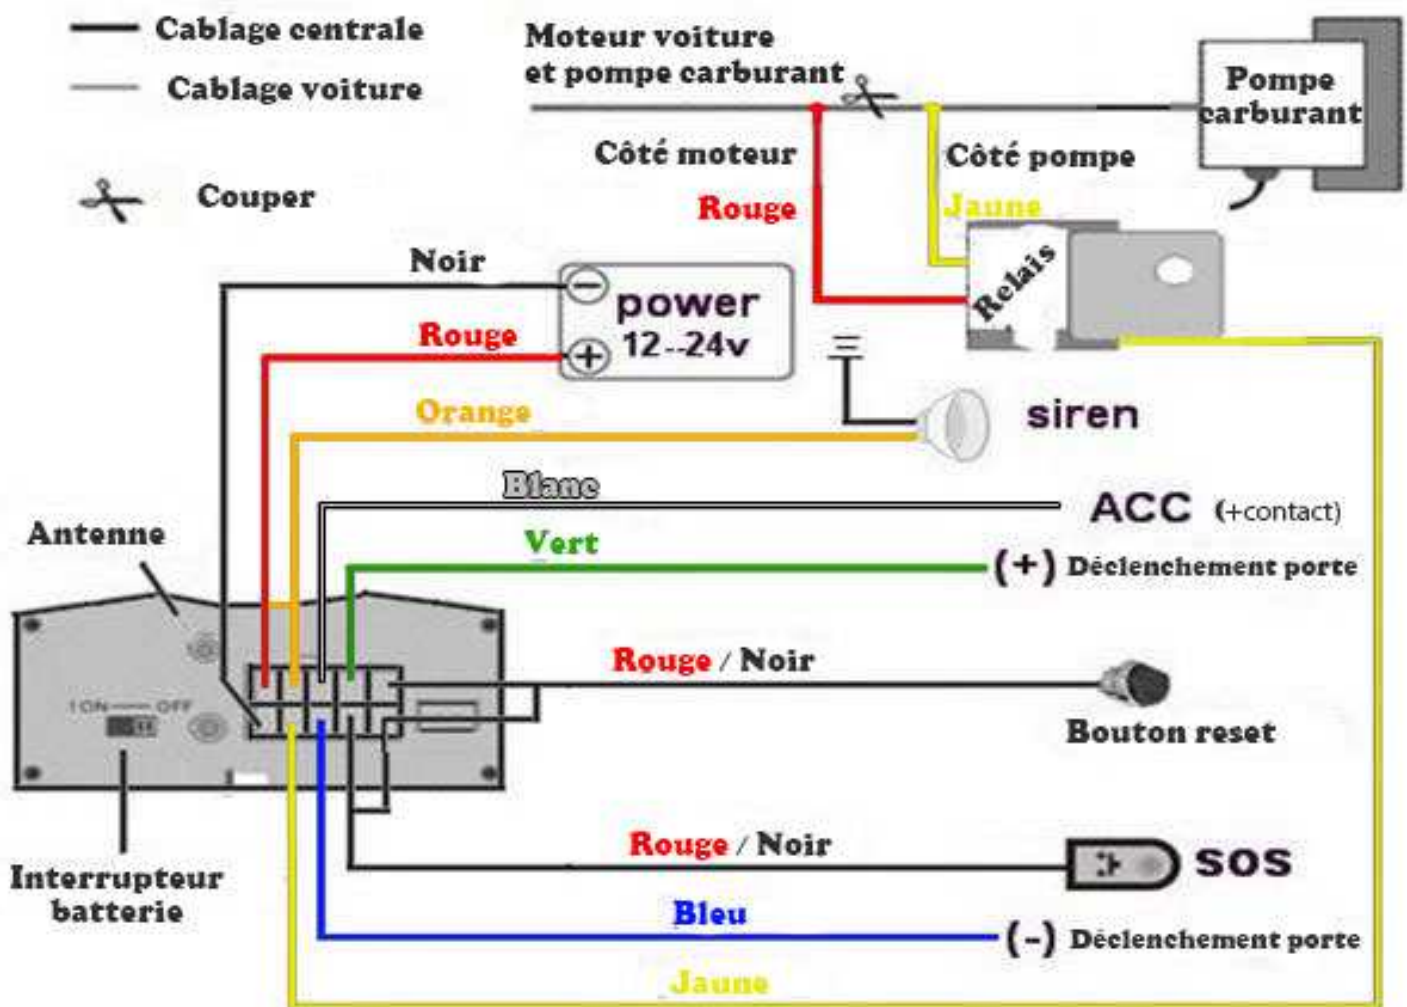 Cablage centrale
Cablage voiture
Couper
Moteur voiture
et pompe carburant
Pompe
carburant
Côté moteur
Côté pompe
Rouge
Jaune
Relais
Noir
Rouge
power
12--24v
Orange
siren
Blanc
ACC (+contact)
Vert
(+) Déclenchement porte
Antenne
ON OFF
Rouge / Noir
Bouton reset
Interrupteur
batterie
Rouge / Noir
SOS
Bleu
(-) Déclenchement porte
Jaune